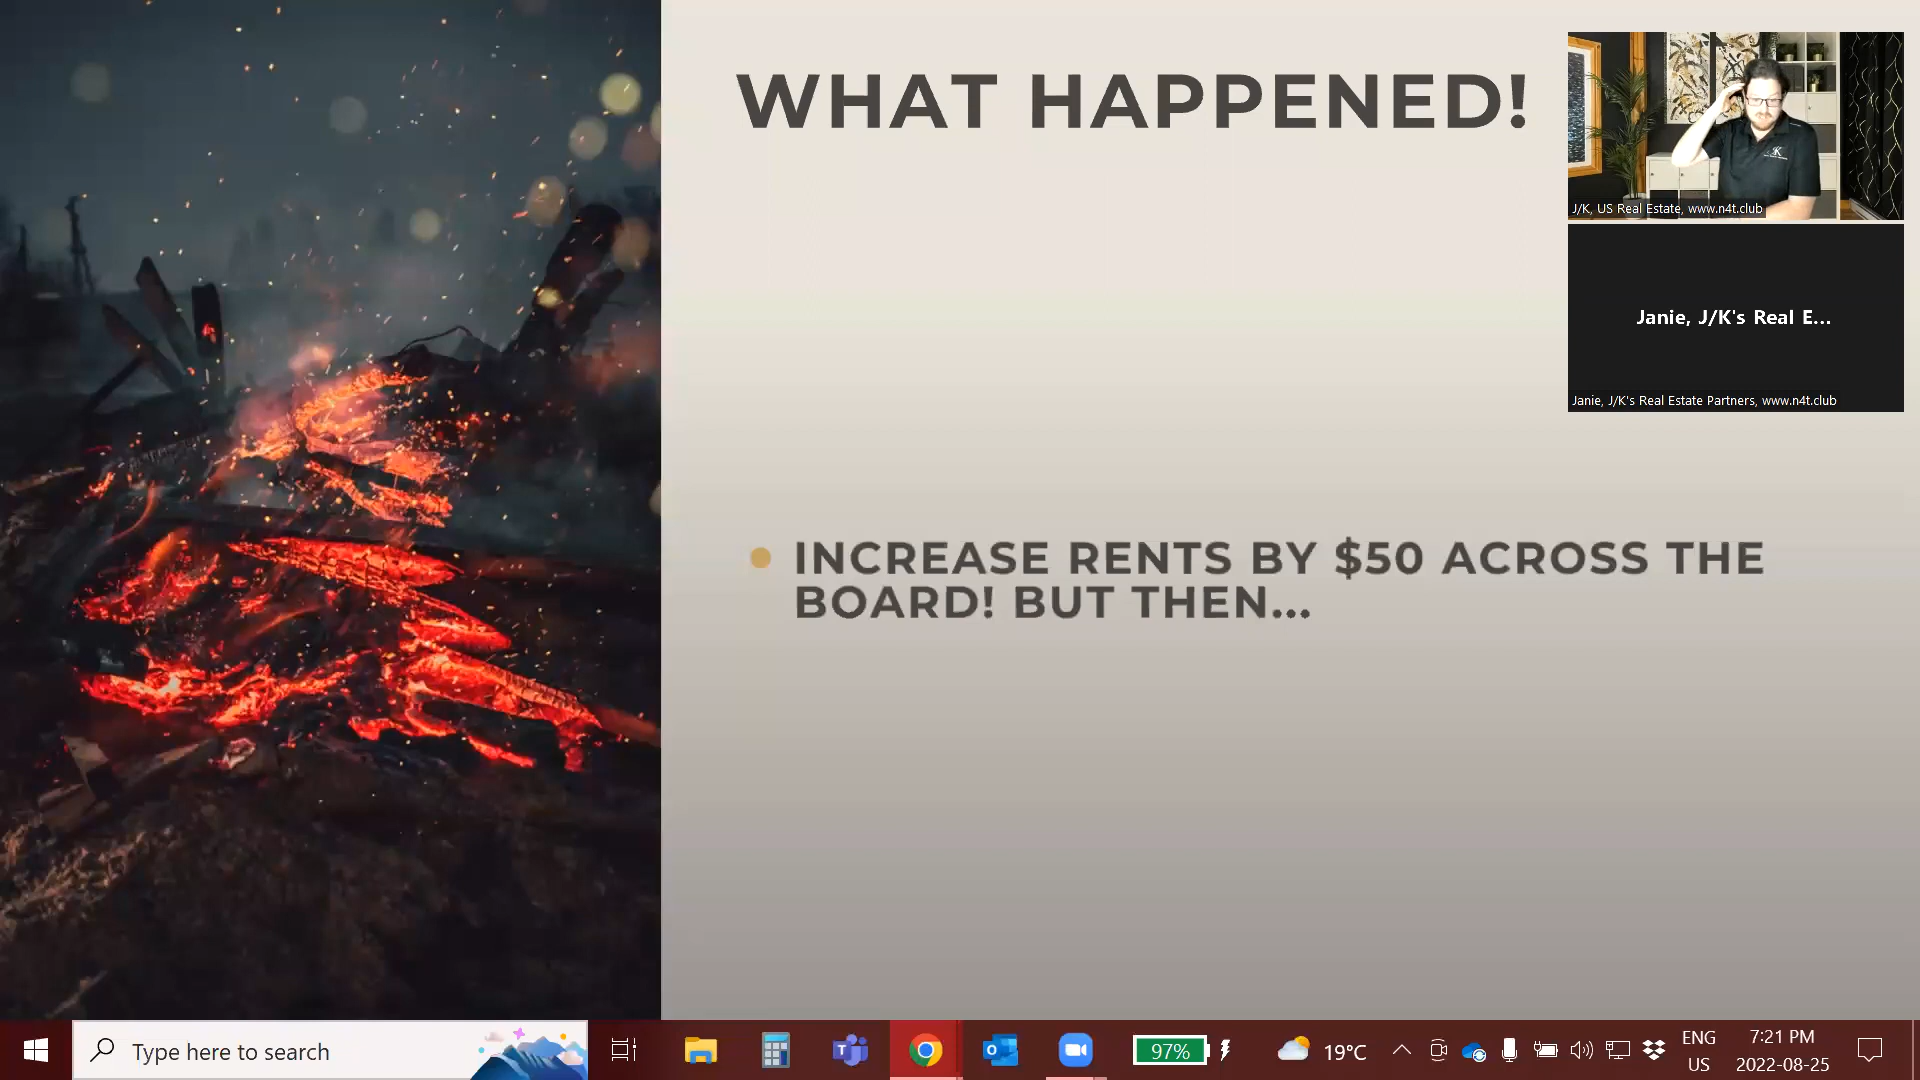 WHAT HAPPENED!
J/K, US Real Estate, www.n4t.club
Janie, J/K's Real E...
Janie, J/K's Real Estate Partners, www.n4t.club
INCREASE RENTS BY $50 ACROSS THE
BOARD! BUT THEN...
Type here to search
97%
19°C
ENG
US
7:21 PM
2022-08-25